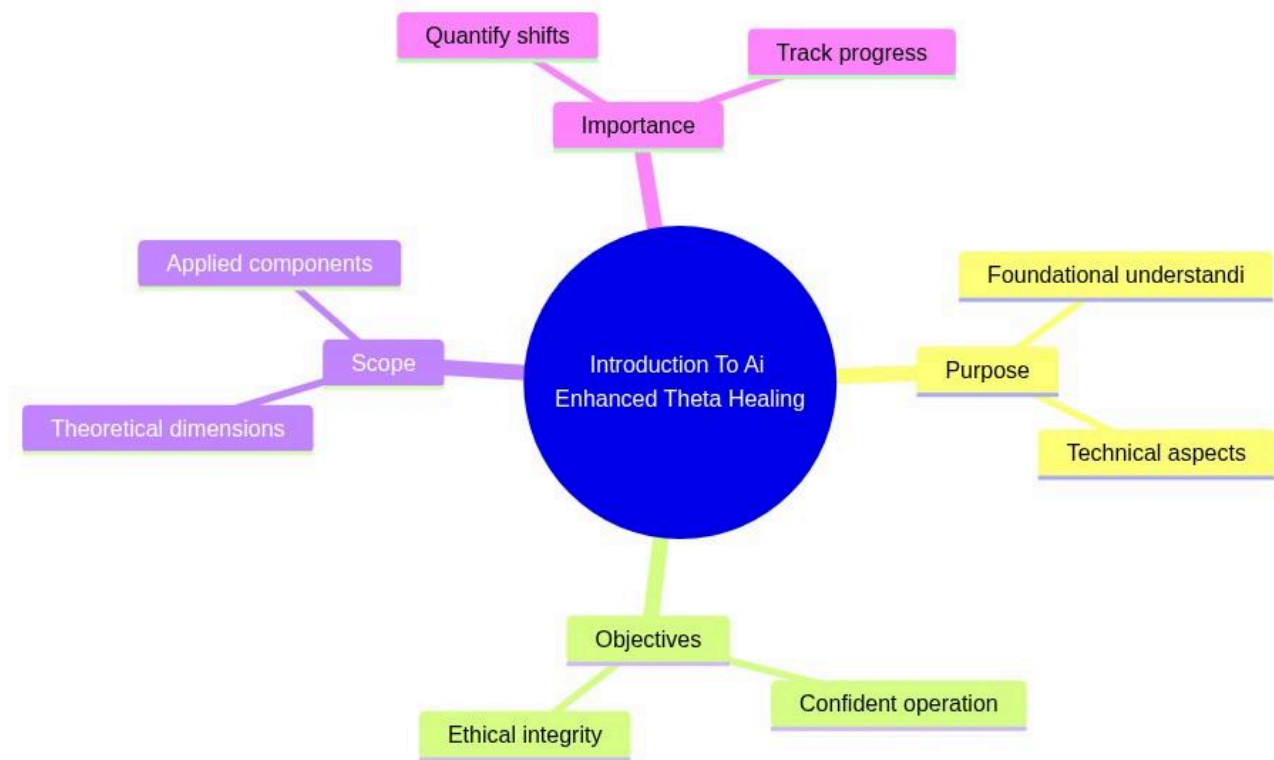 Quantify shifts
Track progress
Importance
Applied components
Foundational understandi
Scope
Introduction To Ai
Enhanced Theta Healing
Purpose
Theoretical dimensions
Technical aspects
Objectives
Confident operation
Ethical integrity